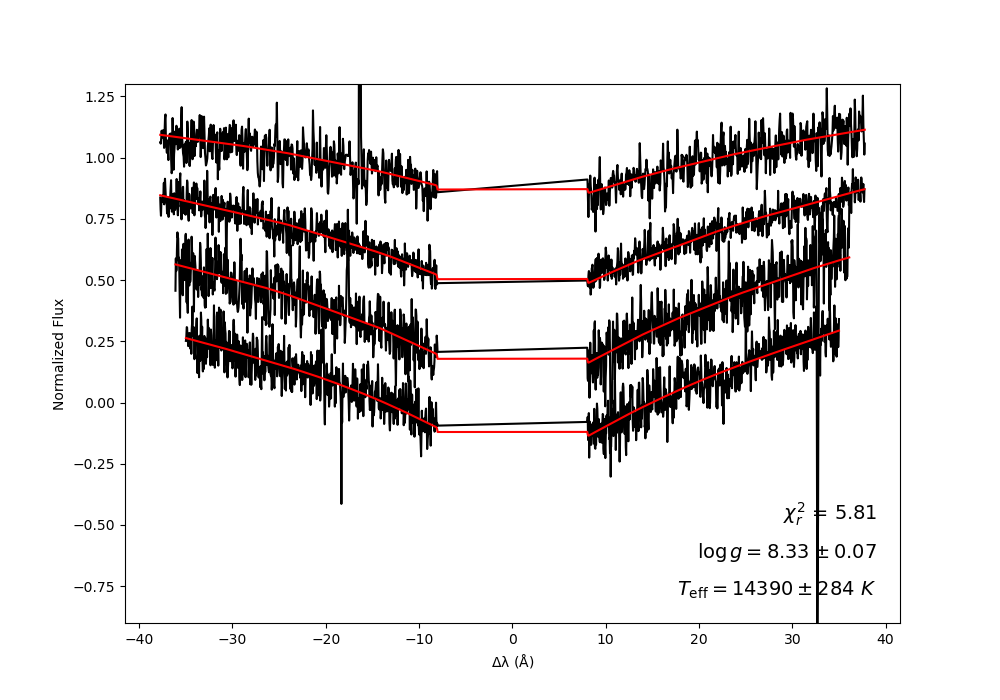 1.25
1.00
0.75
0.50
0.25
0.00
−0.25
−0.50
−0.75
Normalized Flux
χ²ᵣ = 5.81
log g = 8.33 ± 0.07
T_eff = 14390 ± 284 K
−40 −30 −20 −10 0 10 20 30 40
Δλ (Å)